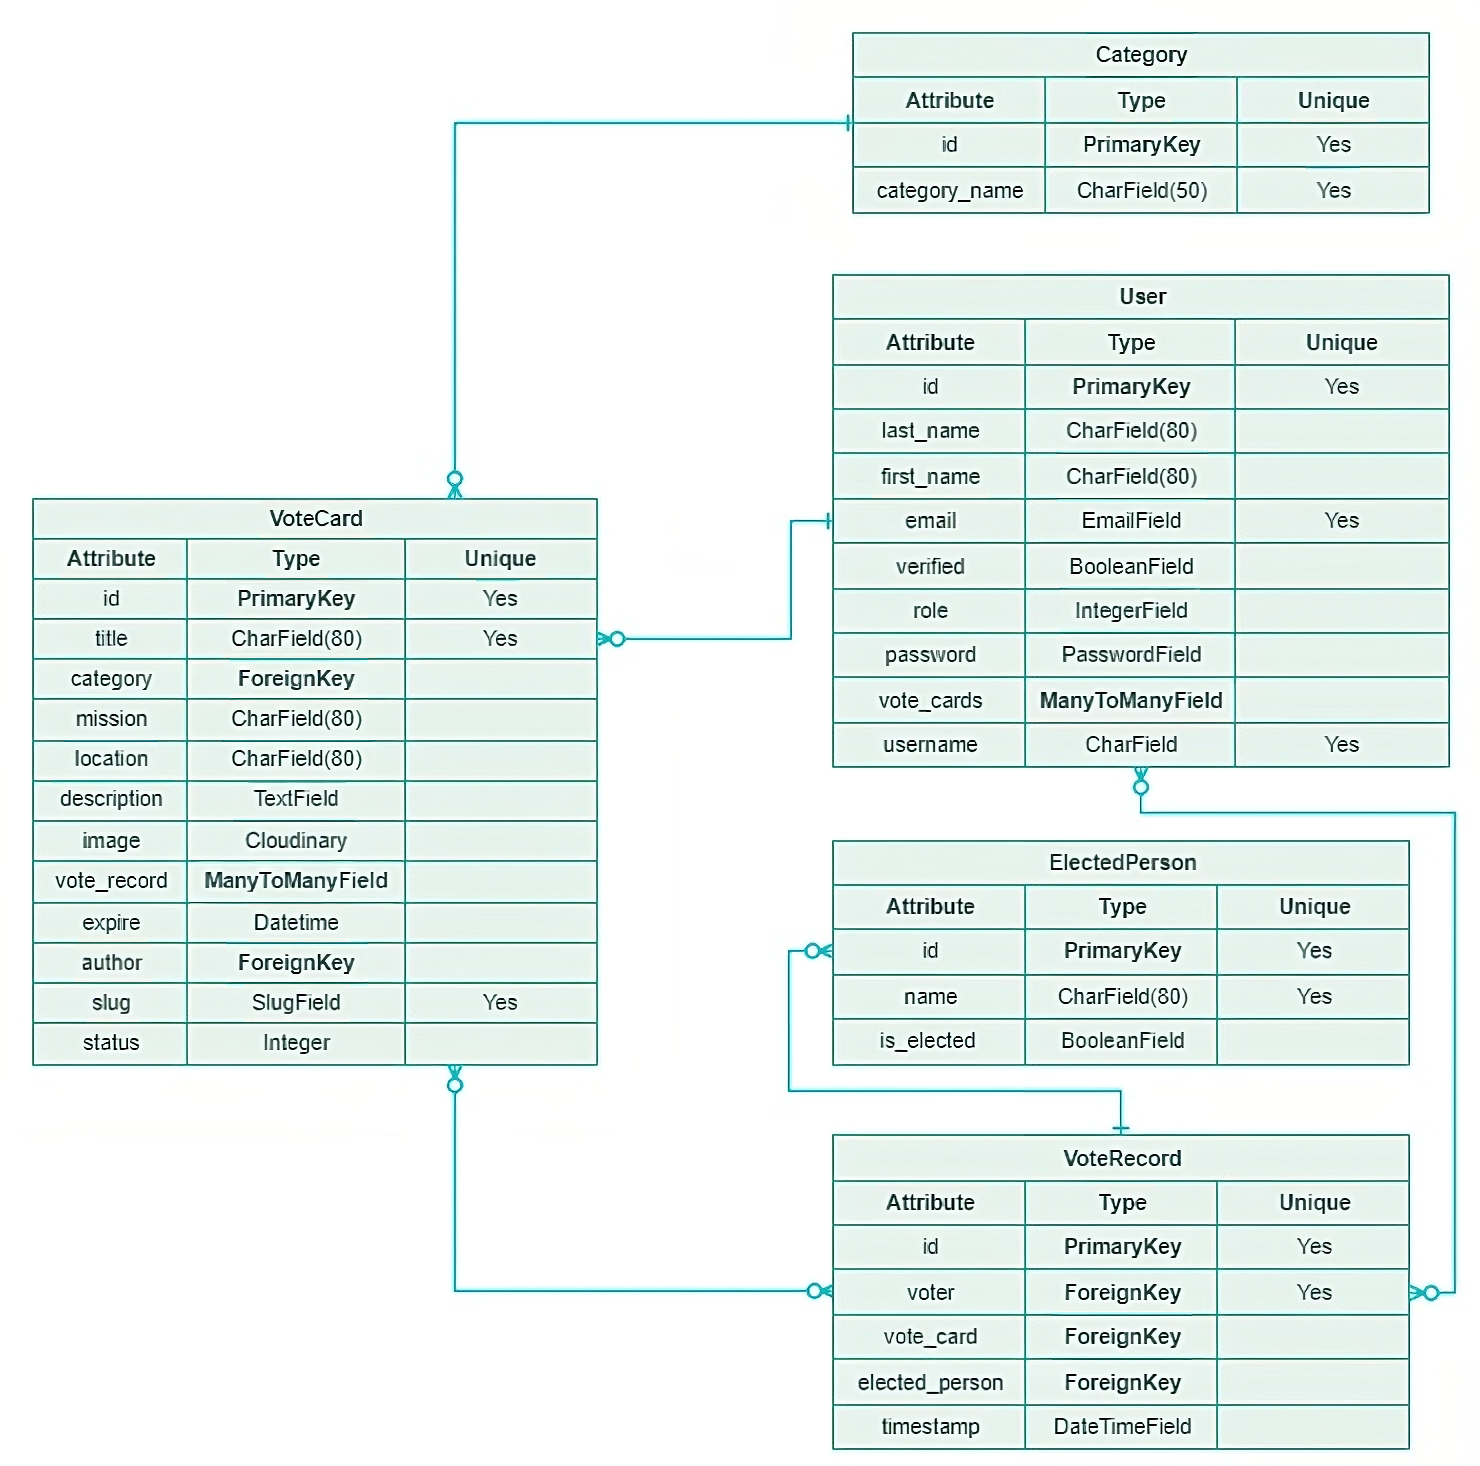 Category
Attribute Type Unique
id PrimaryKey Yes
category_name CharField(50) Yes
User
Attribute Type Unique
id PrimaryKey Yes
last_name CharField(80)
first_name CharField(80)
email EmailField Yes
verified BooleanField
role IntegerField
password PasswordField
vote_cards ManyToManyField
username CharField Yes
VoteCard
Attribute Type Unique
id PrimaryKey Yes
title CharField(80) Yes
category ForeignKey
mission CharField(80)
location CharField(80)
description TextField
image Cloudinary
vote_record ManyToManyField
expire Datetime
author ForeignKey
slug SlugField Yes
status Integer
ElectedPerson
Attribute Type Unique
id PrimaryKey Yes
name CharField(80) Yes
is_elected BooleanField
VoteRecord
Attribute Type Unique
id PrimaryKey Yes
voter ForeignKey Yes
vote_card ForeignKey
elected_person ForeignKey
timestamp DateTimeField